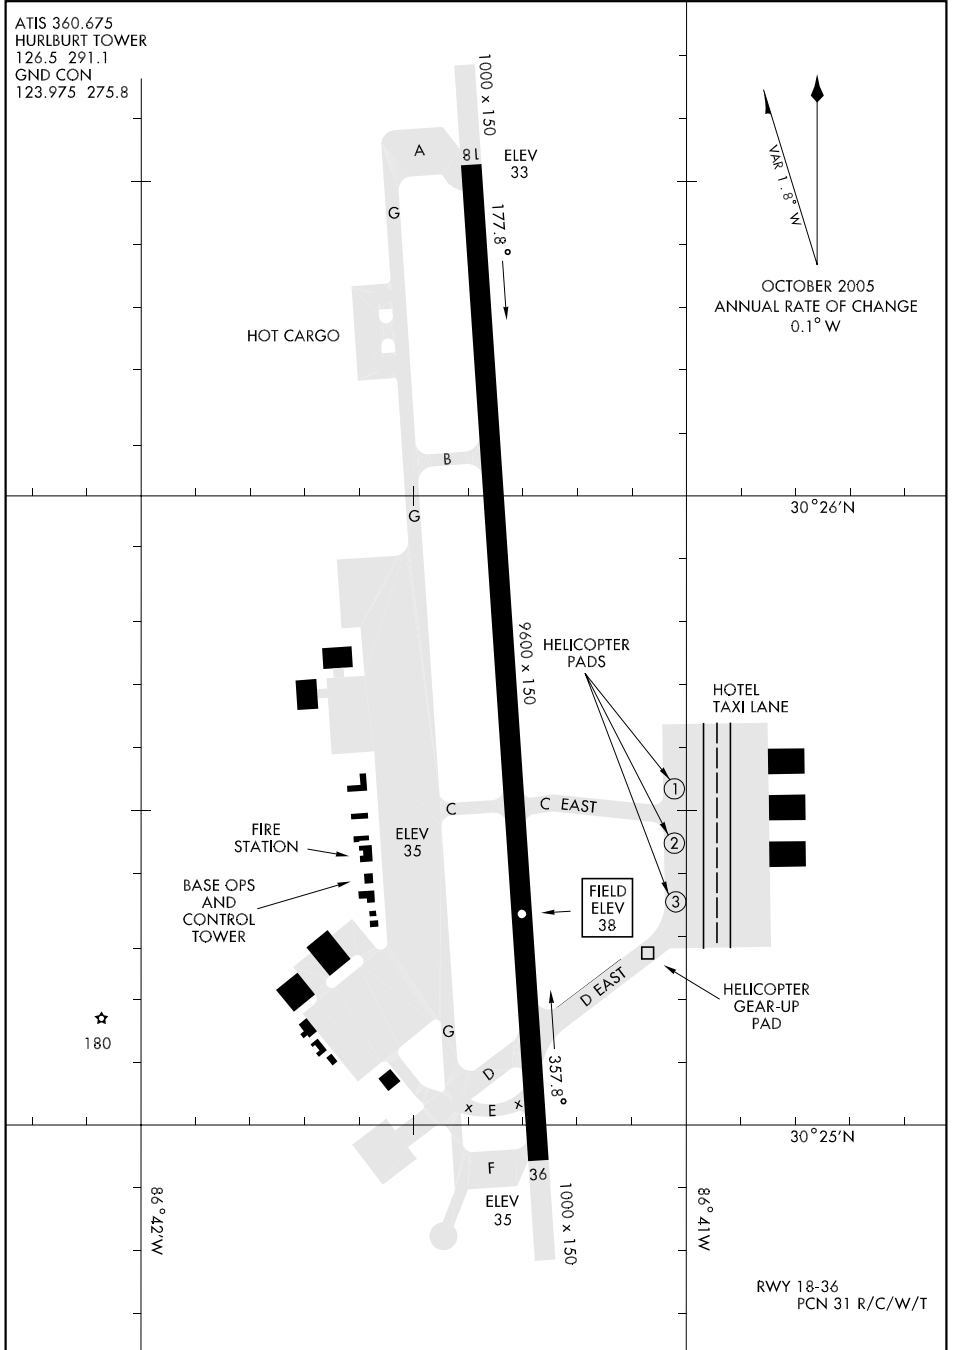 ATIS 360.675
HURLBURT TOWER
126.5 291.1
GND CON
123.975 275.8
1000 x 150
A
18
ELEV
33
G
177.8°
VAR 1.8° W
OCTOBER 2005
ANNUAL RATE OF CHANGE
0.1° W
HOT CARGO
B
G
30°26'N
9600 x 150
HELICOPTER
PADS
HOTEL
TAXI LANE
1
C
C EAST
FIRE
STATION
ELEV
35
2
BASE OPS
AND
CONTROL
TOWER
FIELD
ELEV
38
3
D EAST
HELICOPTER
GEAR-UP
PAD
180
G
D
357.8°
x E x
30°25'N
F
36
ELEV
35
1000 x 150
86°42'W
86°41'W
RWY 18-36
PCN 31 R/C/W/T